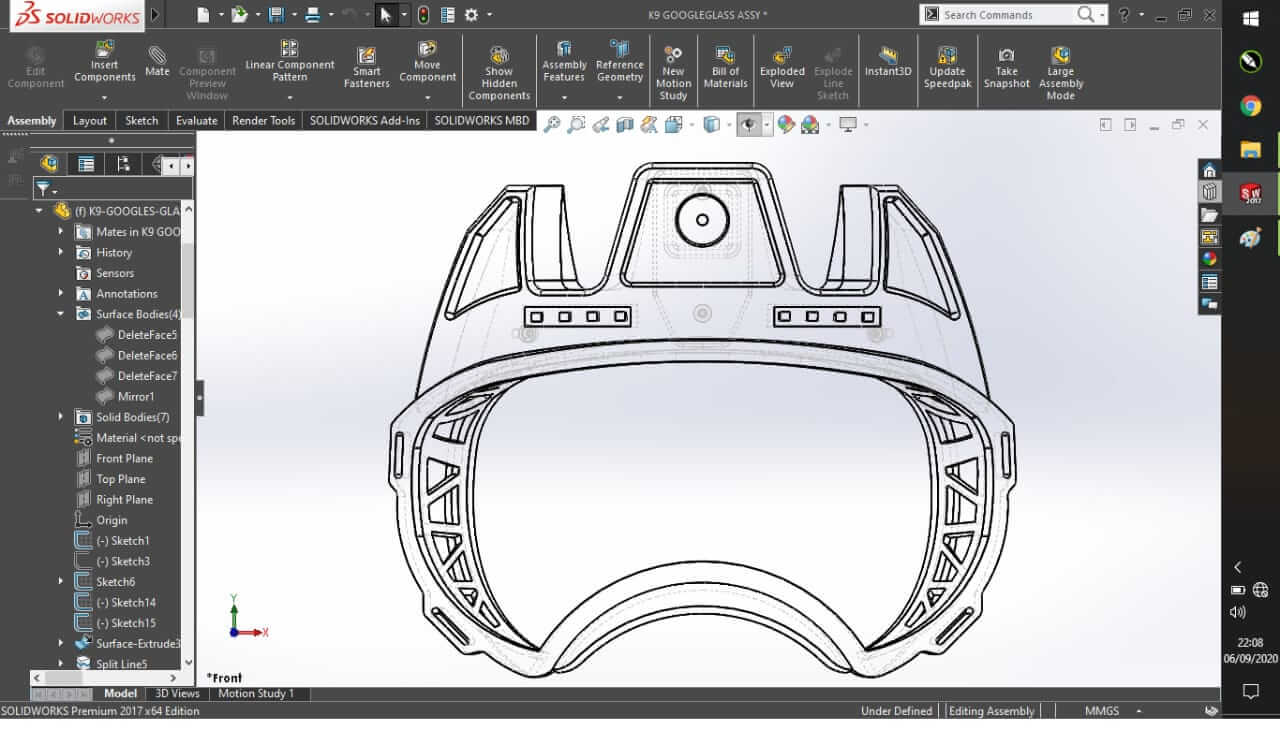 SOLIDWORKS
K9 GOOGLEGLASS ASSY *
Search Commands
?
Edit Component
Insert Components
Mate
Component Preview Window
Linear Component Pattern
Smart Fasteners
Move Component
Show Hidden Components
Assembly Features
Reference Geometry
New Motion Study
Bill of Materials
Exploded View
Explode Line Sketch
Instant3D
Update Speedpak
Take Snapshot
Large Assembly Mode
Assembly
Layout
Sketch
Evaluate
Render Tools
SOLIDWORKS Add-Ins
SOLIDWORKS MBD
(f) K9-GOOGLES-GLA
Mates in K9 GOO
History
Sensors
Annotations
Surface Bodies(4)
DeleteFace5
DeleteFace6
DeleteFace7
Mirror1
Solid Bodies(7)
Material <not spe
Front Plane
Top Plane
Right Plane
Origin
(-) Sketch1
(-) Sketch3
Sketch6
(-) Sketch14
(-) Sketch15
Surface-Extrude3
Split Line5
Y
X
*Front
Model
3D Views
Motion Study 1
SOLIDWORKS Premium 2017 x64 Edition
Under Defined
Editing Assembly
MMGS
SW
2017
22:08
06/09/2020